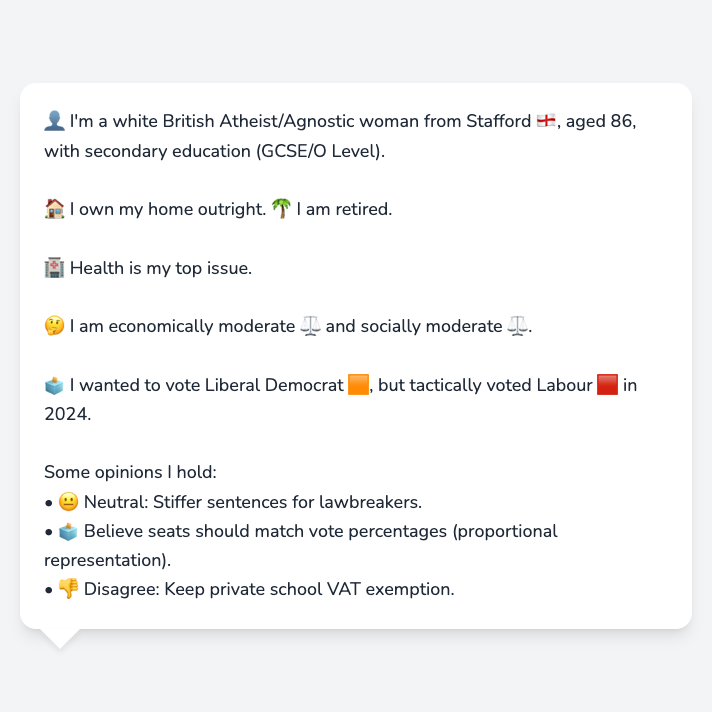 👤 I'm a white British Atheist/Agnostic woman from Stafford 🏴󠁧󠁢󠁥󠁮󠁧󠁿, aged 86,
with secondary education (GCSE/O Level).
🏠 I own my home outright. 🌴 I am retired.
🏥 Health is my top issue.
🤔 I am economically moderate ⚖️ and socially moderate ⚖️.
🗳️ I wanted to vote Liberal Democrat 🟧, but tactically voted Labour 🟥 in
2024.
Some opinions I hold:
• 😐 Neutral: Stiffer sentences for lawbreakers.
• 🗳️ Believe seats should match vote percentages (proportional
representation).
• 👎 Disagree: Keep private school VAT exemption.